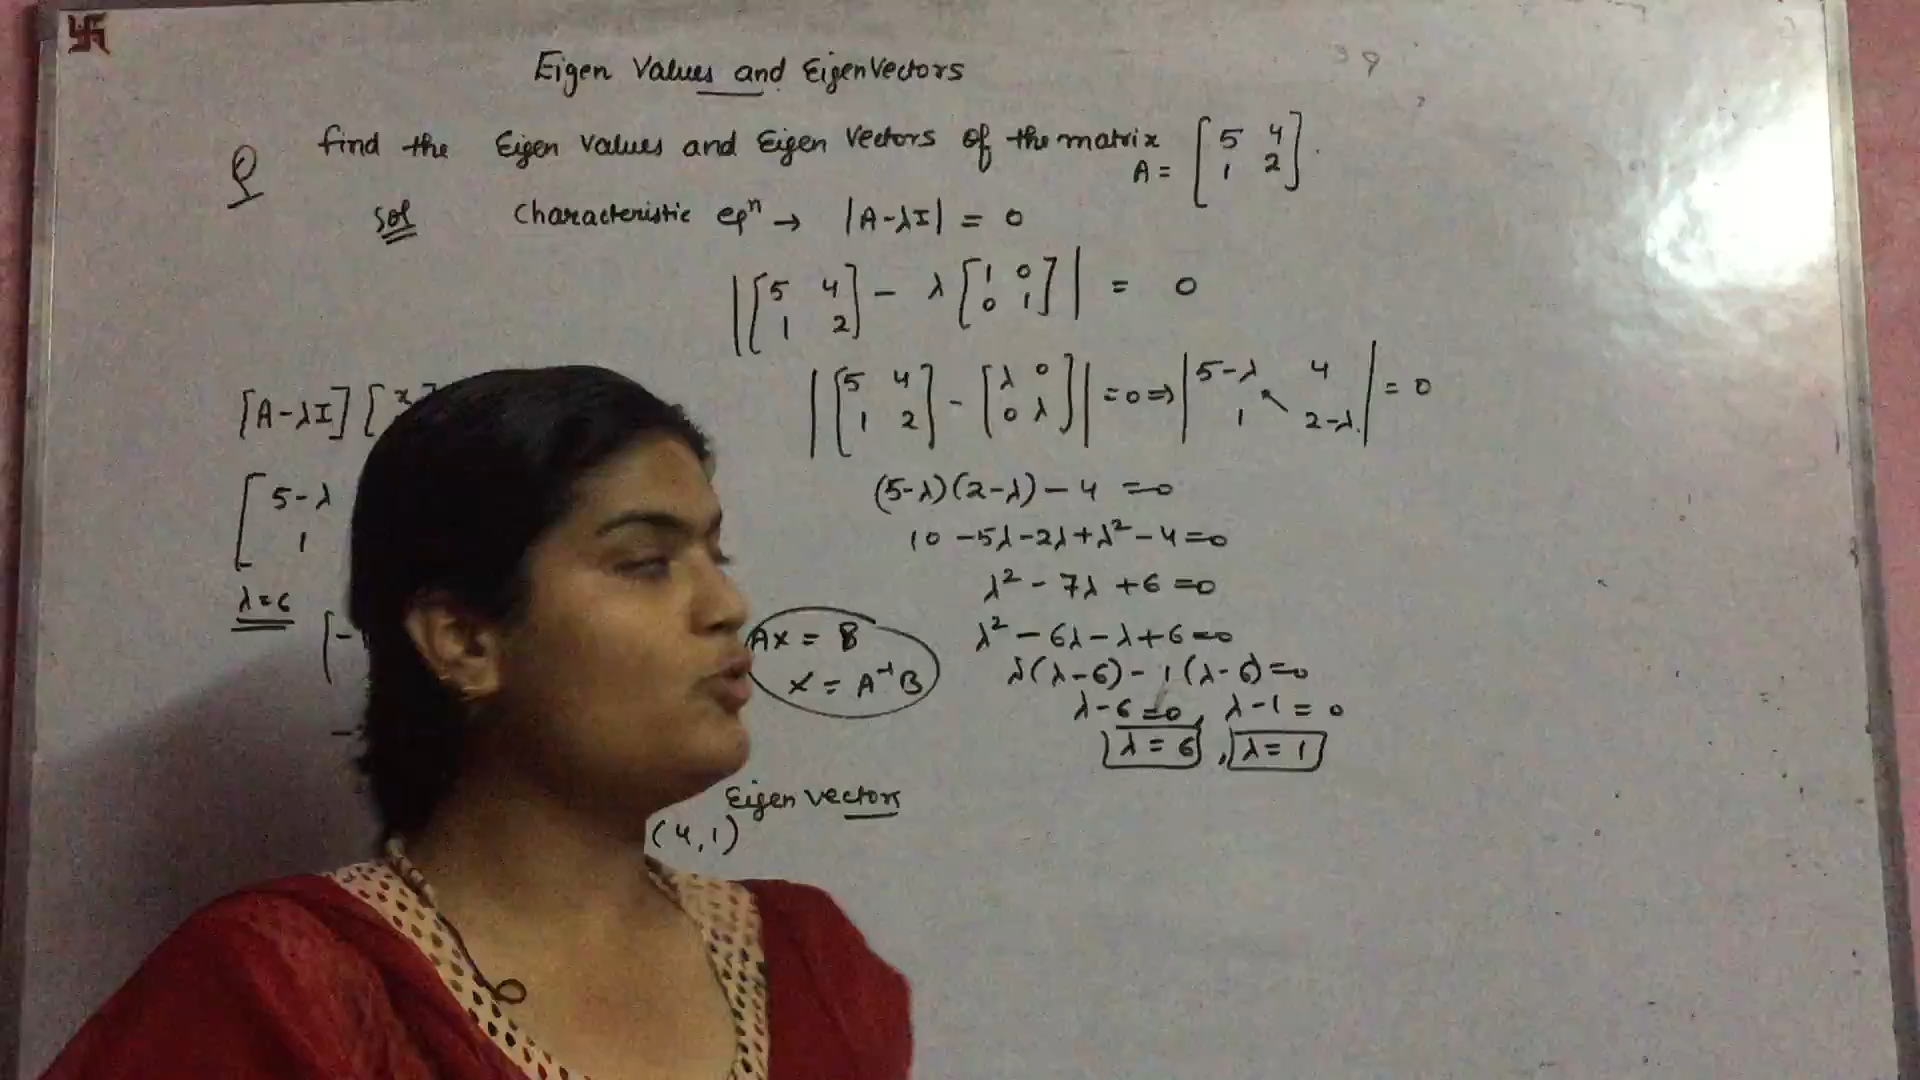 Eigen Values and EigenVectors
Q find the Eigen values and Eigen Vectors of the matrix A = [5 4; 1 2].
Sol Characteristic eqⁿ → |A-λI| = 0
|[5 4; 1 2] - λ[1 0; 0 1]| = 0
|[5 4; 1 2] - [λ 0; 0 λ]| = 0 ⇒ |5-λ 4; 1 2-λ| = 0
(5-λ)(2-λ) - 4 = 0
10 - 5λ - 2λ + λ² - 4 = 0
λ² - 7λ + 6 = 0
λ² - 6λ - λ + 6 = 0
λ(λ-6) - 1(λ-6) = 0
λ-6 = 0, λ-1 = 0
λ = 6, λ = 1
[A-λI] [x
[5-λ
1
λ = 6
[-1
Ax = B
x = A⁻¹B
Eigen vectors
(4,1)